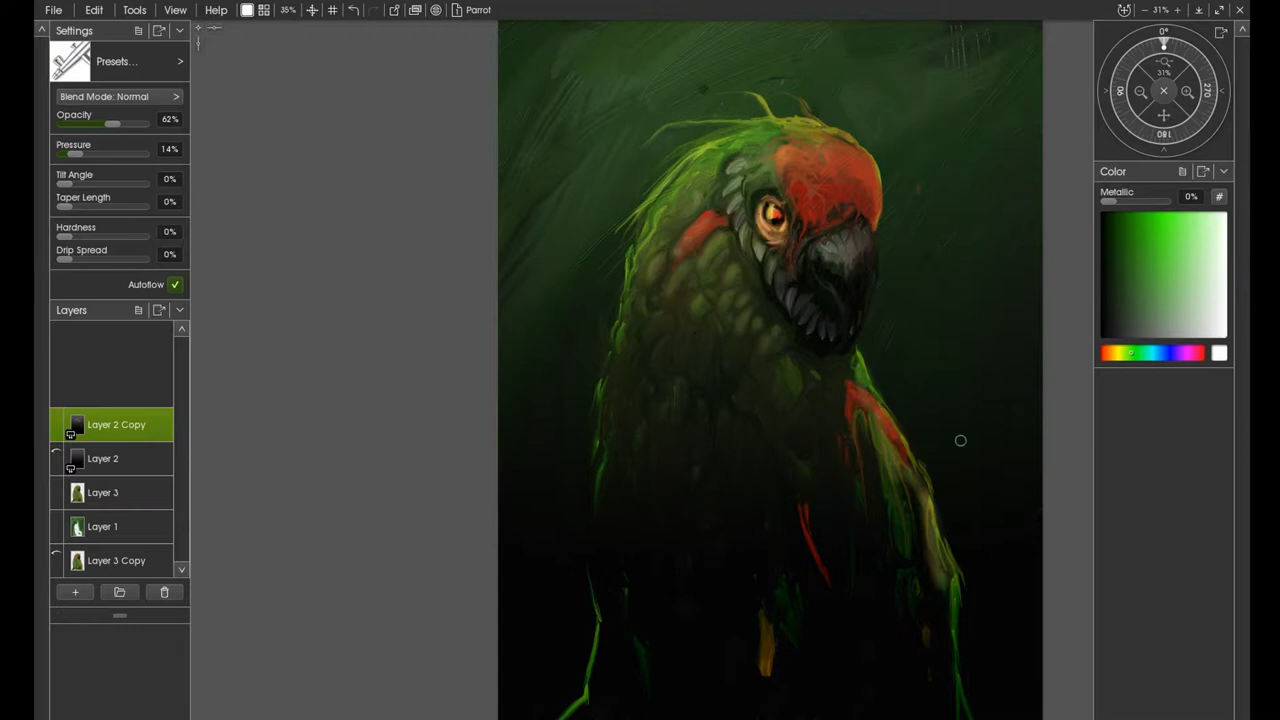 File Edit Tools View Help 35% Parrot 31%
Settings
Presets... >
Blend Mode: Normal >
Opacity
62%
Pressure
14%
Tilt Angle
0%
Taper Length
0%
Hardness
0%
Drip Spread
0%
Autoflow
Layers
Layer 2 Copy
Layer 2
Layer 3
Layer 1
Layer 3 Copy
0°
31%
90
270
180
Color
Metallic
0% #